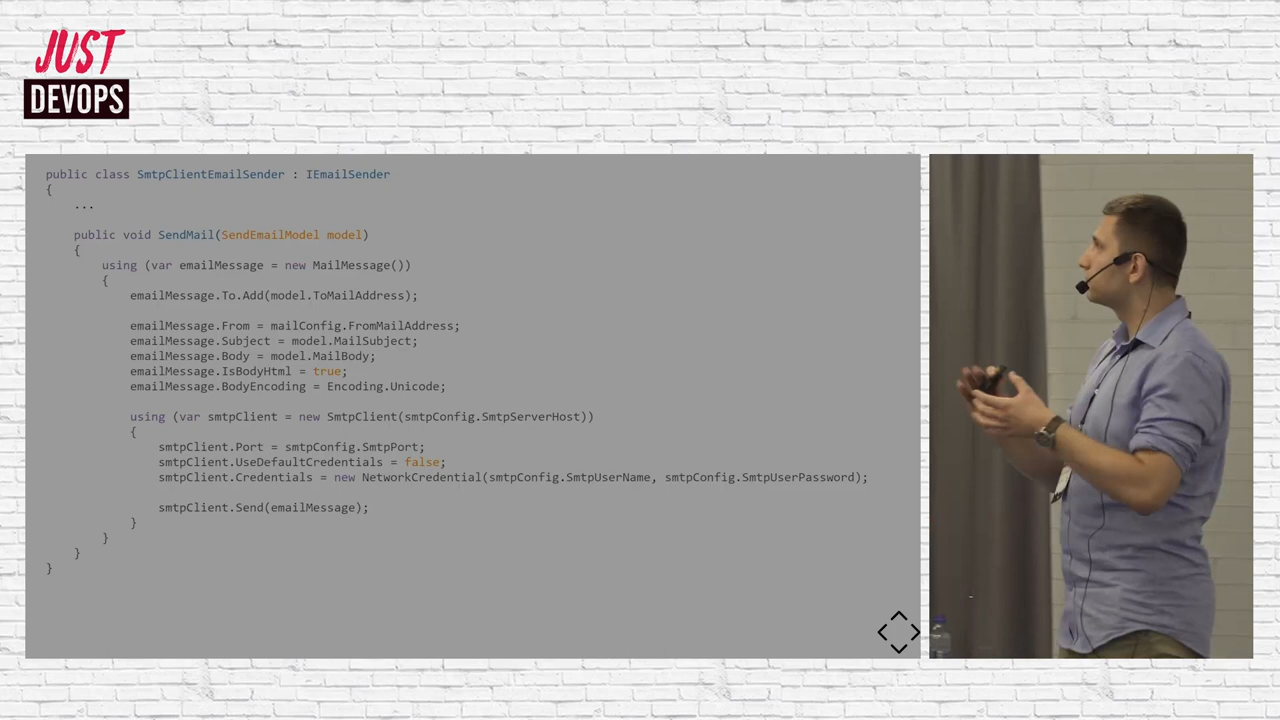 JUST
DEVOPS
public class SmtpClientEmailSender : IEmailSender
{
    ...
    public void SendMail(SendEmailModel model)
    {
        using (var emailMessage = new MailMessage())
        {
            emailMessage.To.Add(model.ToMailAddress);
            emailMessage.From = mailConfig.FromMailAddress;
            emailMessage.Subject = model.MailSubject;
            emailMessage.Body = model.MailBody;
            emailMessage.IsBodyHtml = true;
            emailMessage.BodyEncoding = Encoding.Unicode;
            using (var smtpClient = new SmtpClient(smtpConfig.SmtpServerHost))
            {
                smtpClient.Port = smtpConfig.SmtpPort;
                smtpClient.UseDefaultCredentials = false;
                smtpClient.Credentials = new NetworkCredential(smtpConfig.SmtpUserName, smtpConfig.SmtpUserPassword);
                smtpClient.Send(emailMessage);
            }
        }
    }
}